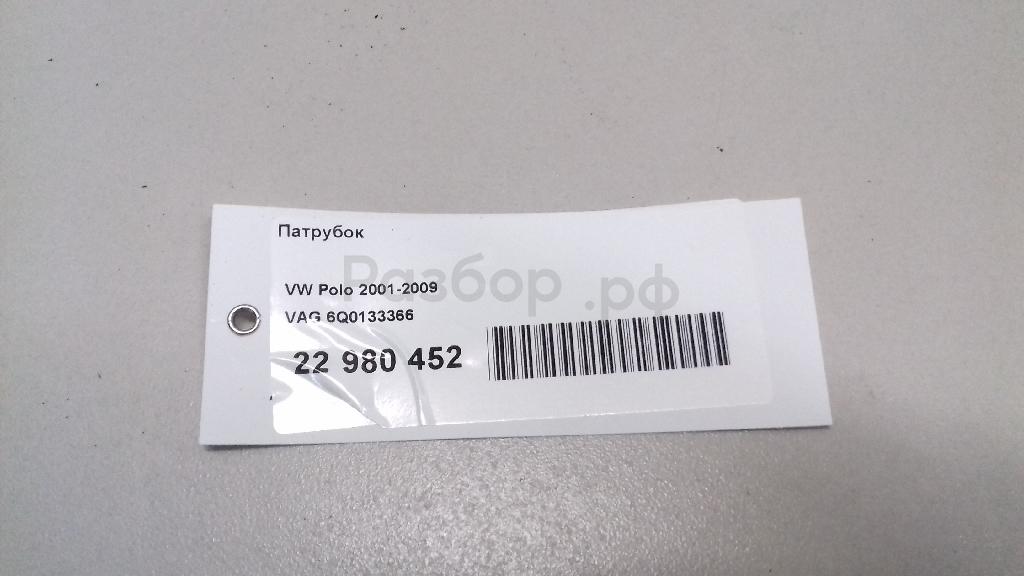 Патрубок
Разбор.рф
VW Polo 2001-2009
VAG 6Q0133366
22 980 452